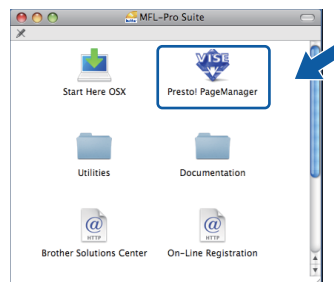 MFL-Pro Suite
VISE
Start Here OSX
Presto! PageManager
Utilities
Documentation
@
HTTP
@
HTTP
Brother Solutions Center
On-Line Registration